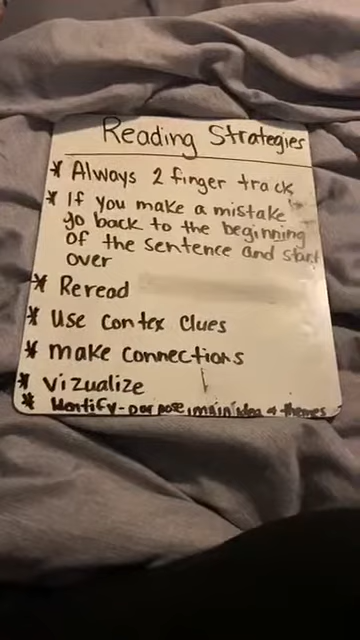 Reading Strategies
* Always 2 finger track
* If you make a mistake
go back to the beginning
of the sentence and start
over
* Reread
* Use contex clues
* make connections
* vizualize
* Identify-purpose, main idea & themes